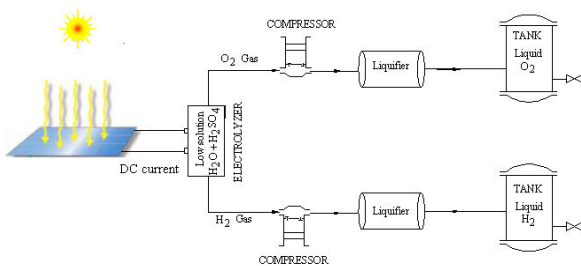 COMPRESSOR
O2 Gas
Liquifier
TANK
Liquid
O2
Low solution
H2O+H2SO4
ELECTROLYZER
DC current
H2 Gas
Liquifier
TANK
Liquid
H2
COMPRESSOR